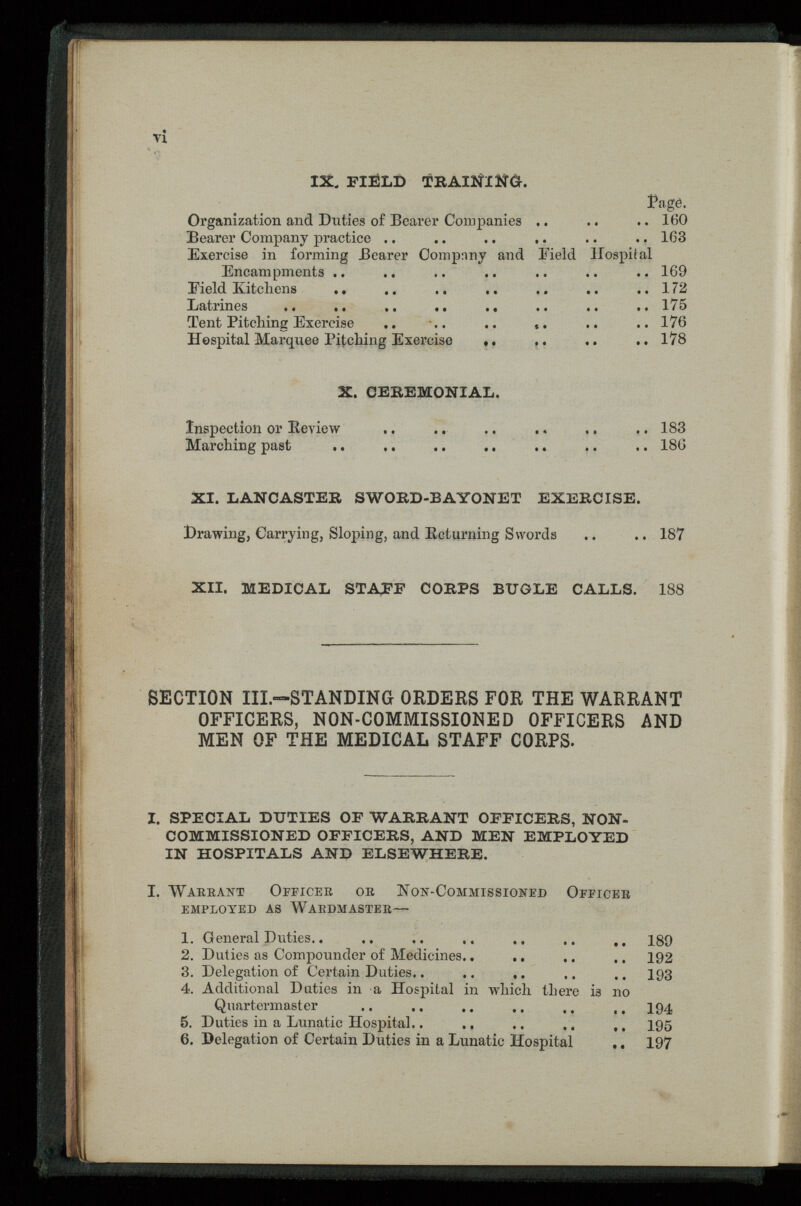 vi
IX. FIELD TRAINING.
Page.
Organization and Duties of Bearer Companies .. .. .. 160
Bearer Company practice .. .. .. .. .. .. 163
Exercise in forming Bearer Company and Field Hospital
Encampments .. .. .. .. .. .. .. 169
Field Kitchens .. .. .. .. .. .. .. 172
Latrines .. .. .. .. .. .. .. .. 175
Tent Pitching Exercise .. .. .. .. .. .. 176
Hospital Marquee Pitching Exercise .. .. .. .. 178
X. CEREMONIAL.
Inspection or Review .. .. .. .. .. .. 183
Marching past .. .. .. .. .. .. .. 186
XI. LANCASTER SWORD-BAYONET EXERCISE.
Drawing, Carrying, Sloping, and Returning Swords .. .. 187
XII. MEDICAL STAFF CORPS BUGLE CALLS. 188
SECTION III.—STANDING ORDERS FOR THE WARRANT
OFFICERS, NON-COMMISSIONED OFFICERS AND
MEN OF THE MEDICAL STAFF CORPS.
I. SPECIAL DUTIES OF WARRANT OFFICERS, NON-
COMMISSIONED OFFICERS, AND MEN EMPLOYED
IN HOSPITALS AND ELSEWHERE.
I. WARRANT OFFICER OR NON-COMMISSIONED OFFICER
EMPLOYED AS WARDMASTER—
1. General Duties.. .. .. .. .. .. .. 189
2. Duties as Compounder of Medicines.. .. .. .. 192
3. Delegation of Certain Duties.. .. .. .. .. 193
4. Additional Duties in a Hospital in which there is no
Quartermaster .. .. .. .. .. .. 194
5. Duties in a Lunatic Hospital.. .. .. .. .. 195
6. Delegation of Certain Duties in a Lunatic Hospital .. 197